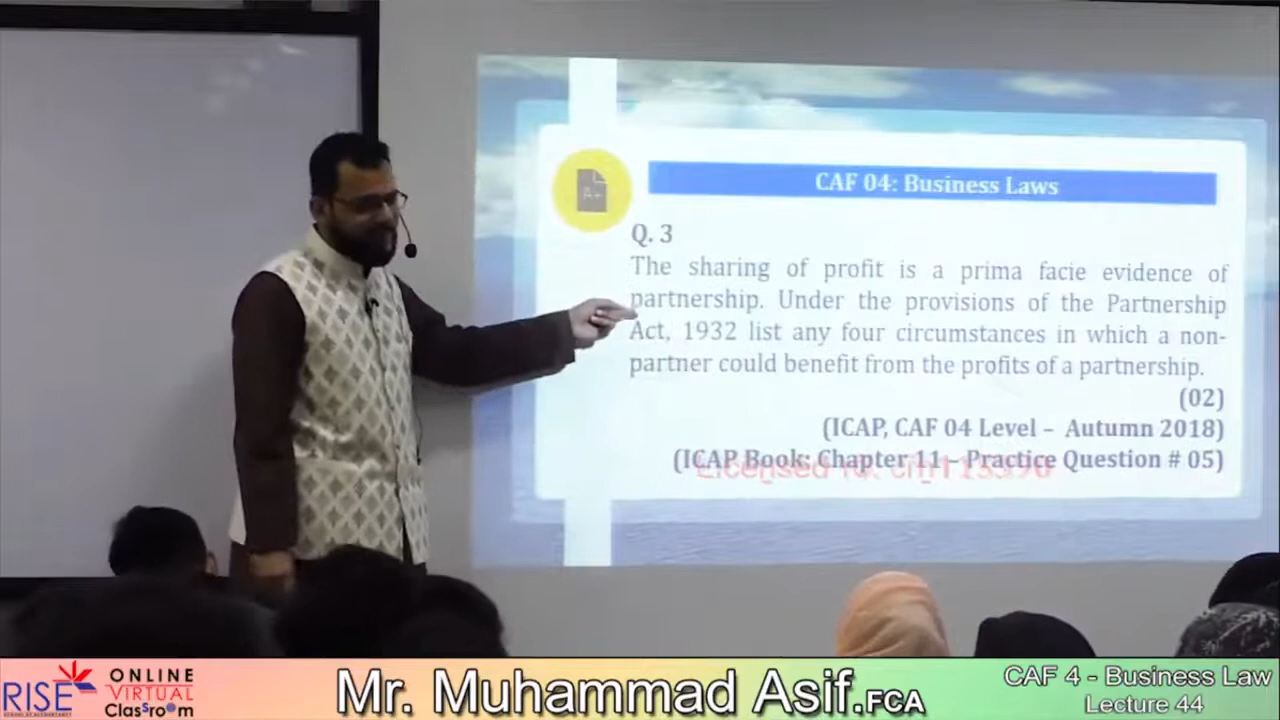 CAF 04: Business Laws
A+
Q. 3
The sharing of profit is a prima facie evidence of
partnership. Under the provisions of the Partnership
Act, 1932 list any four circumstances in which a non-
partner could benefit from the profits of a partnership.
(02)
(ICAP, CAF 04 Level – Autumn 2018)
(ICAP Book: Chapter 11 – Practice Question # 05)
RISE
ONLINE
VIRTUAL
ClassroOm
Mr. Muhammad Asif.FCA
CAF 4 - Business Law
Lecture 44